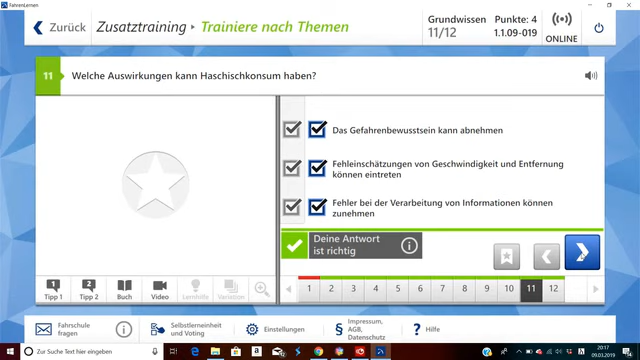 FahrenLernen
Zurück
Zusatztraining ▸ Trainiere nach Themen
Grundwissen
11/12
Punkte: 4
1.1.09-019
ONLINE
11
Welche Auswirkungen kann Haschischkonsum haben?
Das Gefahrenbewusstsein kann abnehmen
Fehleinschätzungen von Geschwindigkeit und Entfernung
können eintreten
Fehler bei der Verarbeitung von Informationen können
zunehmen
Deine Antwort
ist richtig
1
2
Tipp 1
Tipp 2
Buch
Video
Lernhilfe
Variation
1 2 3 4 5 6 7 8 9 10 11 12
Fahrschule
fragen
Selbstlerneinheit
und Voting
Einstellungen
§
Impressum,
AGB,
Datenschutz
?
Hilfe
Zur Suche Text hier eingeben
20:17
09.03.2019